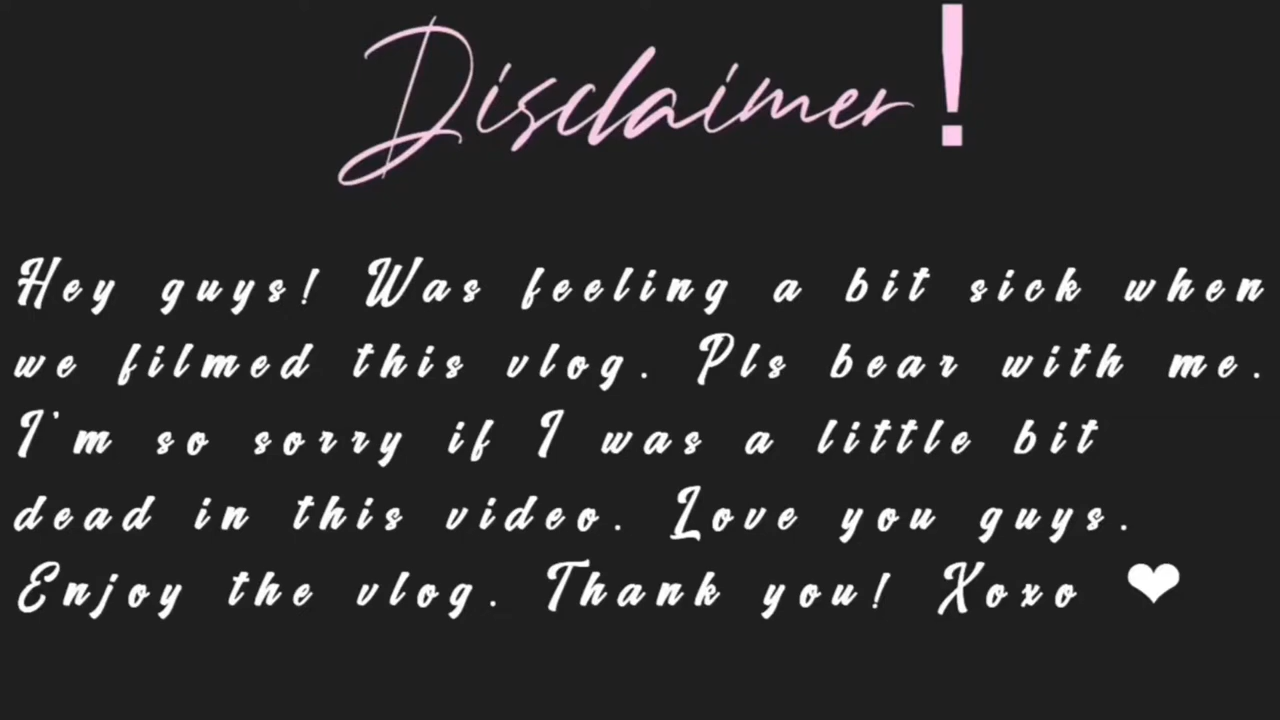 Disclaimer!
Hey guys! Was feeling a bit sick when
we filmed this vlog. Pls bear with me.
I'm so sorry if I was a little bit
dead in this video. Love you guys.
Enjoy the vlog. Thank you! Xoxo ❤